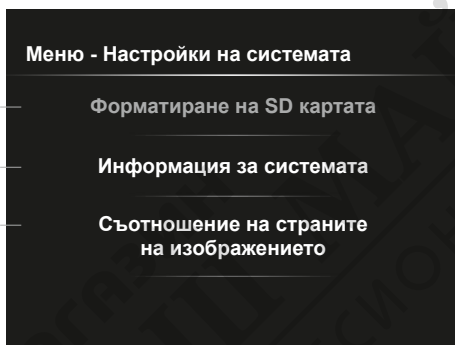 Меню - Настройки на системата
Форматиране на SD картата
Информация за системата
Съотношение на страните
на изображението